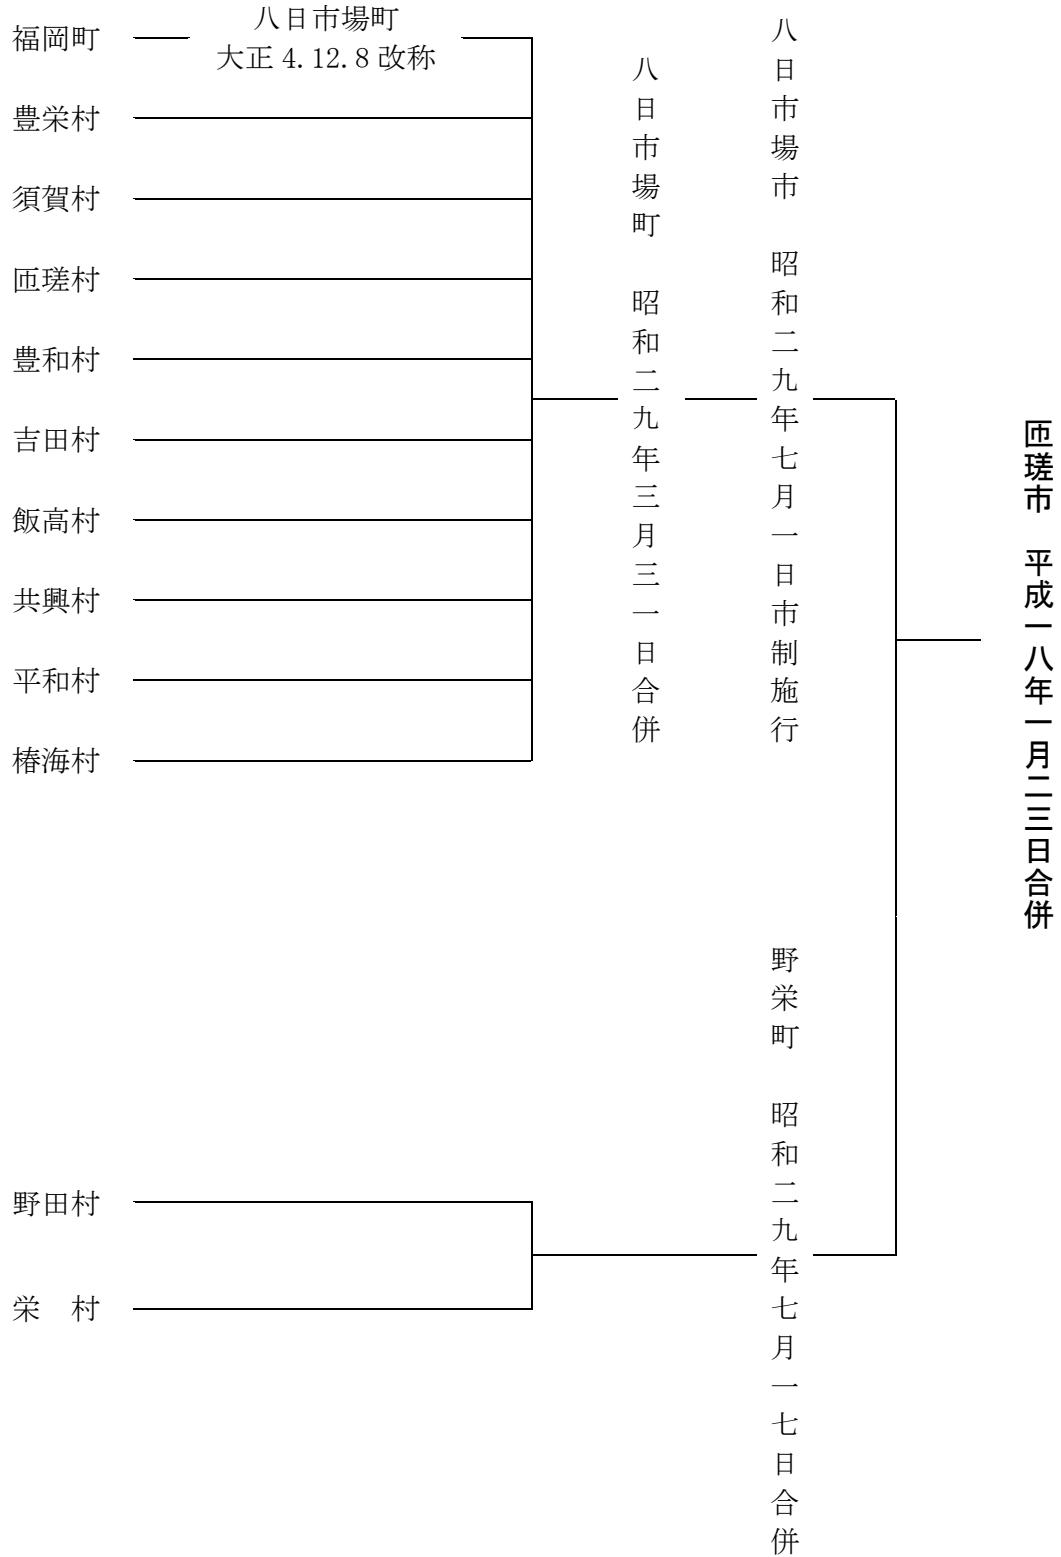 福岡町
八日市場町
大正 4.12.8 改称
豊栄村
須賀村
匝瑳村
豊和村
吉田村
飯高村
共興村
平和村
椿海村
野田村
栄　村
八日市場町　昭和二九年三月三一日合併
八日市場市　昭和二九年七月一日市制施行
野栄町　昭和二九年七月一七日合併
匝瑳市　平成一八年一月二三日合併